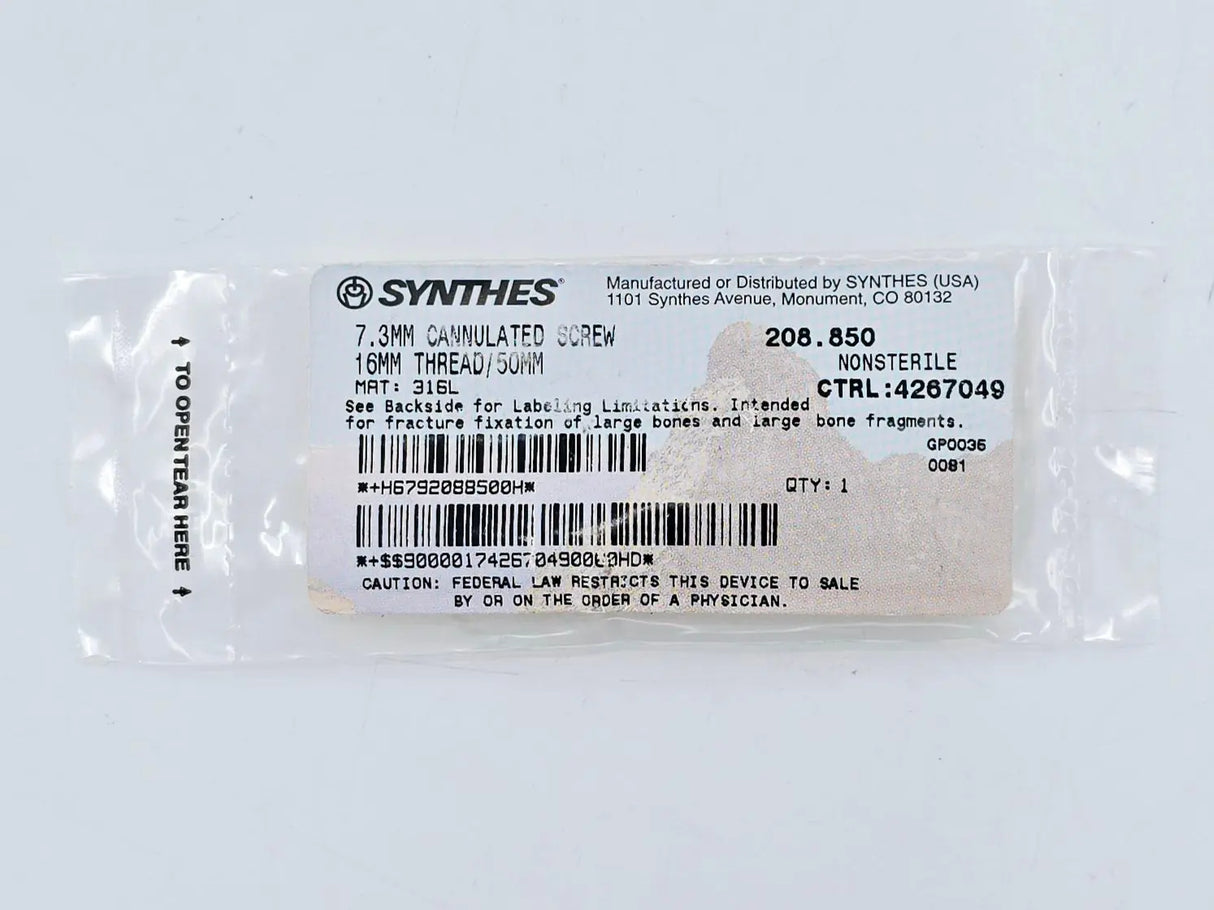 SYNTHES®
Manufactured or Distributed by SYNTHES (USA)
1101 Synthes Avenue, Monument, CO 80132
7.3MM CANNULATED SCREW
16MM THREAD/50MM
MAT: 316L
208.850
NONSTERILE
CTRL:4267049
See Backside for Labeling Limitations. Intended
for fracture fixation of large bones and large bone fragments.
GP0036
0081
*+H6792088500H*
QTY: 1
CAUTION: FEDERAL LAW RESTRICTS THIS DEVICE TO SALE
BY OR ON THE ORDER OF A PHYSICIAN.
TO OPEN TEAR HERE